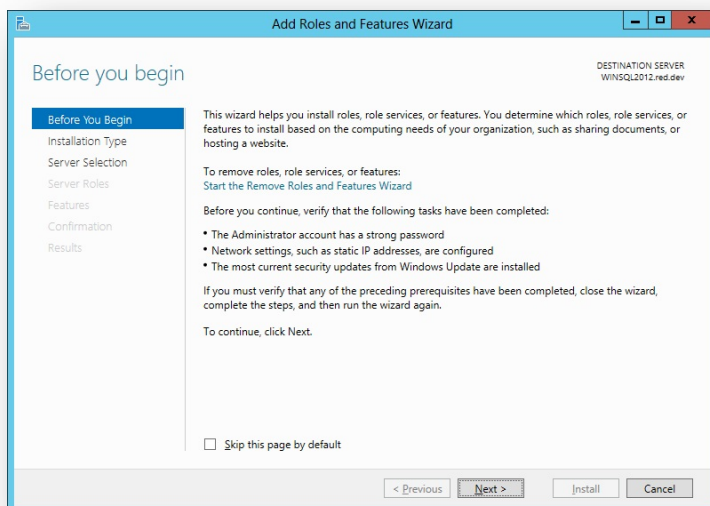 Add Roles and Features Wizard
Before you begin
DESTINATION SERVER
WINSQL2012.red.dev
Before You Begin
Installation Type
Server Selection
Server Roles
Features
Confirmation
Results
This wizard helps you install roles, role services, or features. You determine which roles, role services, or
features to install based on the computing needs of your organization, such as sharing documents, or
hosting a website.
To remove roles, role services, or features:
Start the Remove Roles and Features Wizard
Before you continue, verify that the following tasks have been completed:
• The Administrator account has a strong password
• Network settings, such as static IP addresses, are configured
• The most current security updates from Windows Update are installed
If you must verify that any of the preceding prerequisites have been completed, close the wizard,
complete the steps, and then run the wizard again.
To continue, click Next.
Skip this page by default
< Previous
Next >
Install
Cancel